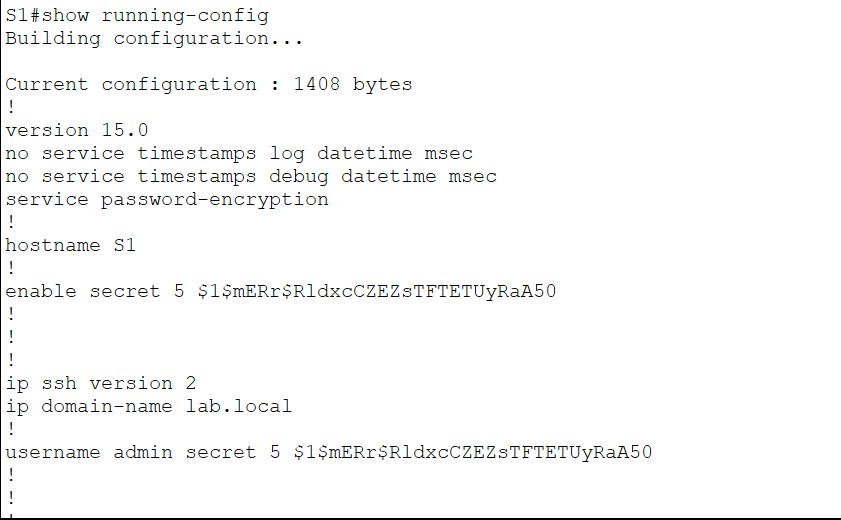 S1#show running-config
Building configuration...
Current configuration : 1408 bytes
!
version 15.0
no service timestamps log datetime msec
no service timestamps debug datetime msec
service password-encryption
!
hostname S1
!
enable secret 5 $1$mERr$RldxcCZEZsTFTETUyRaA50
!
!
!
ip ssh version 2
ip domain-name lab.local
!
username admin secret 5 $1$mERr$RldxcCZEZsTFTETUyRaA50
!
!